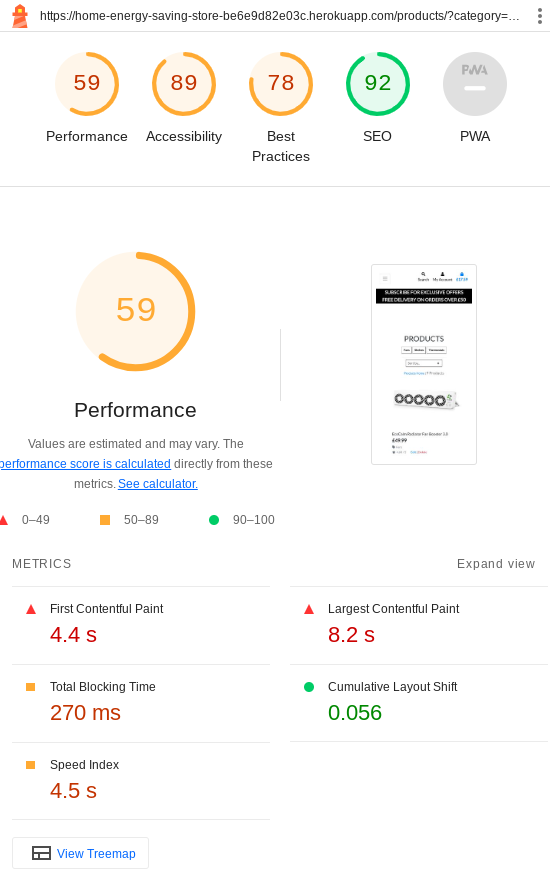 https://home-energy-saving-store-be6e9d82e03c.herokuapp.com/products/?category=…
59
89
78
92
PWA
Performance
Accessibility
Best
Practices
SEO
PWA
59
Performance
Values are estimated and may vary. The
performance score is calculated directly from these
metrics. See calculator.
0–49
50–89
90–100
Search My Account
SUBSCRIBE FOR EXCLUSIVE OFFERS
FREE DELIVERY ON ORDERS OVER £50
PRODUCTS
METRICS
Expand view
First Contentful Paint
4.4 s
Largest Contentful Paint
8.2 s
Total Blocking Time
270 ms
Cumulative Layout Shift
0.056
Speed Index
4.5 s
View Treemap